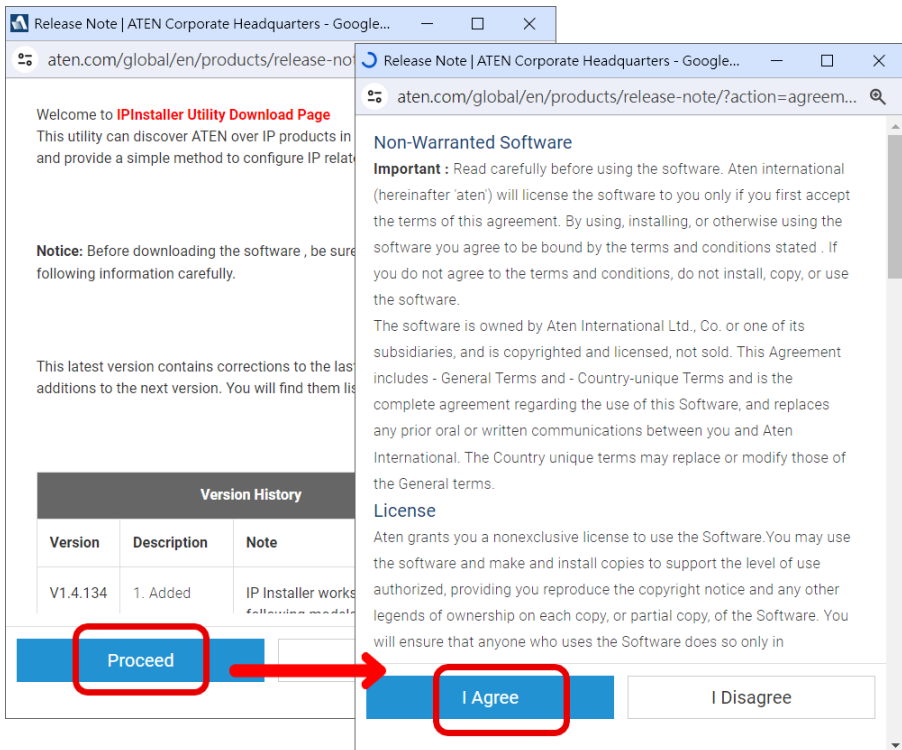 Release Note | ATEN Corporate Headquarters - Google...
aten.com/global/en/products/release-not
Welcome to IPInstaller Utility Download Page
This utility can discover ATEN over IP products in
and provide a simple method to configure IP relat
Notice: Before downloading the software , be sure
following information carefully.
This latest version contains corrections to the las
additions to the next version. You will find them lis
Version History
Version Description Note
V1.4.134 1. Added IP Installer works
following models
Proceed
Release Note | ATEN Corporate Headquarters - Google...
aten.com/global/en/products/release-note/?action=agreem...
Non-Warranted Software
Important : Read carefully before using the software. Aten international
(hereinafter 'aten') will license the software to you only if you first accept
the terms of this agreement. By using, installing, or otherwise using the
software you agree to be bound by the terms and conditions stated . If
you do not agree to the terms and conditions, do not install, copy, or use
the software.
The software is owned by Aten International Ltd., Co. or one of its
subsidiaries, and is copyrighted and licensed, not sold. This Agreement
includes - General Terms and - Country-unique Terms and is the
complete agreement regarding the use of this Software, and replaces
any prior oral or written communications between you and Aten
International. The Country unique terms may replace or modify those of
the General terms.
License
Aten grants you a nonexclusive license to use the Software.You may use
the software and make and install copies to support the level of use
authorized, providing you reproduce the copyright notice and any other
legends of ownership on each copy, or partial copy, of the Software. You
will ensure that anyone who uses the Software does so only in
I Agree
I Disagree